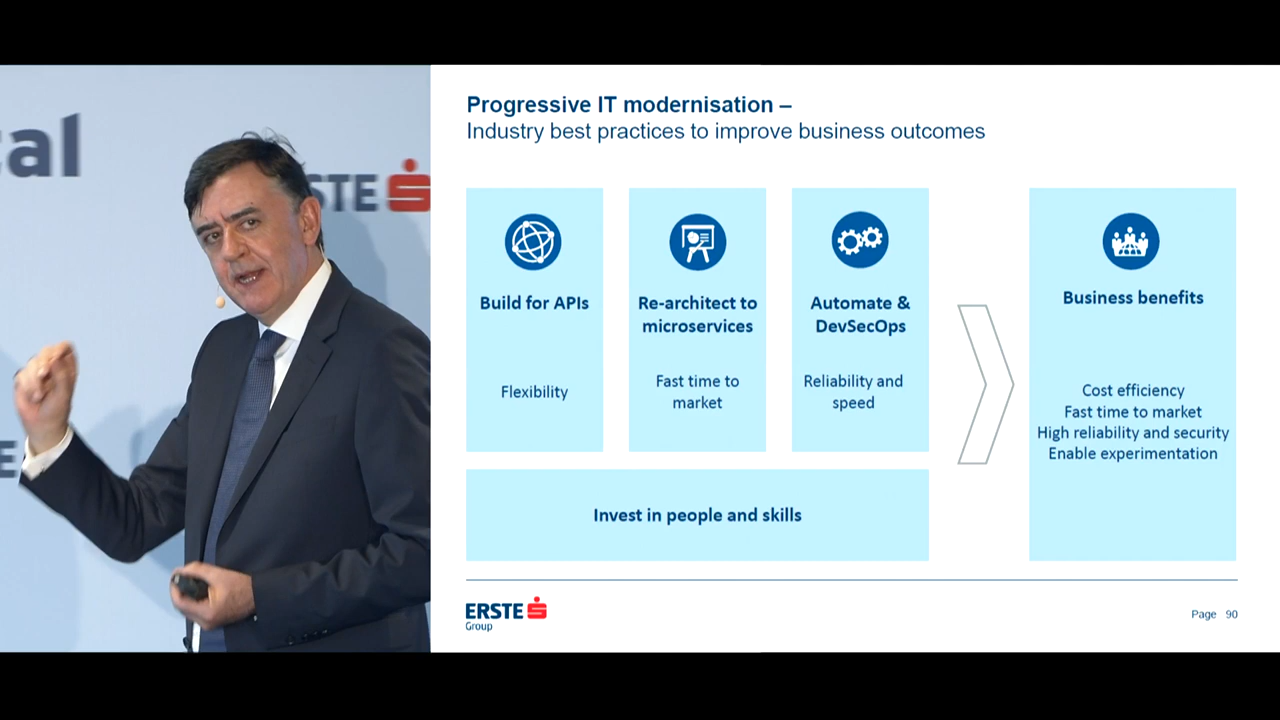 tal
STE
E
Progressive IT modernisation –
Industry best practices to improve business outcomes
Build for APIs
Flexibility
Re-architect to
microservices
Fast time to
market
Automate &
DevSecOps
Reliability and
speed
Business benefits
Cost efficiency
Fast time to market
High reliability and security
Enable experimentation
Invest in people and skills
ERSTE
Group
Page 90